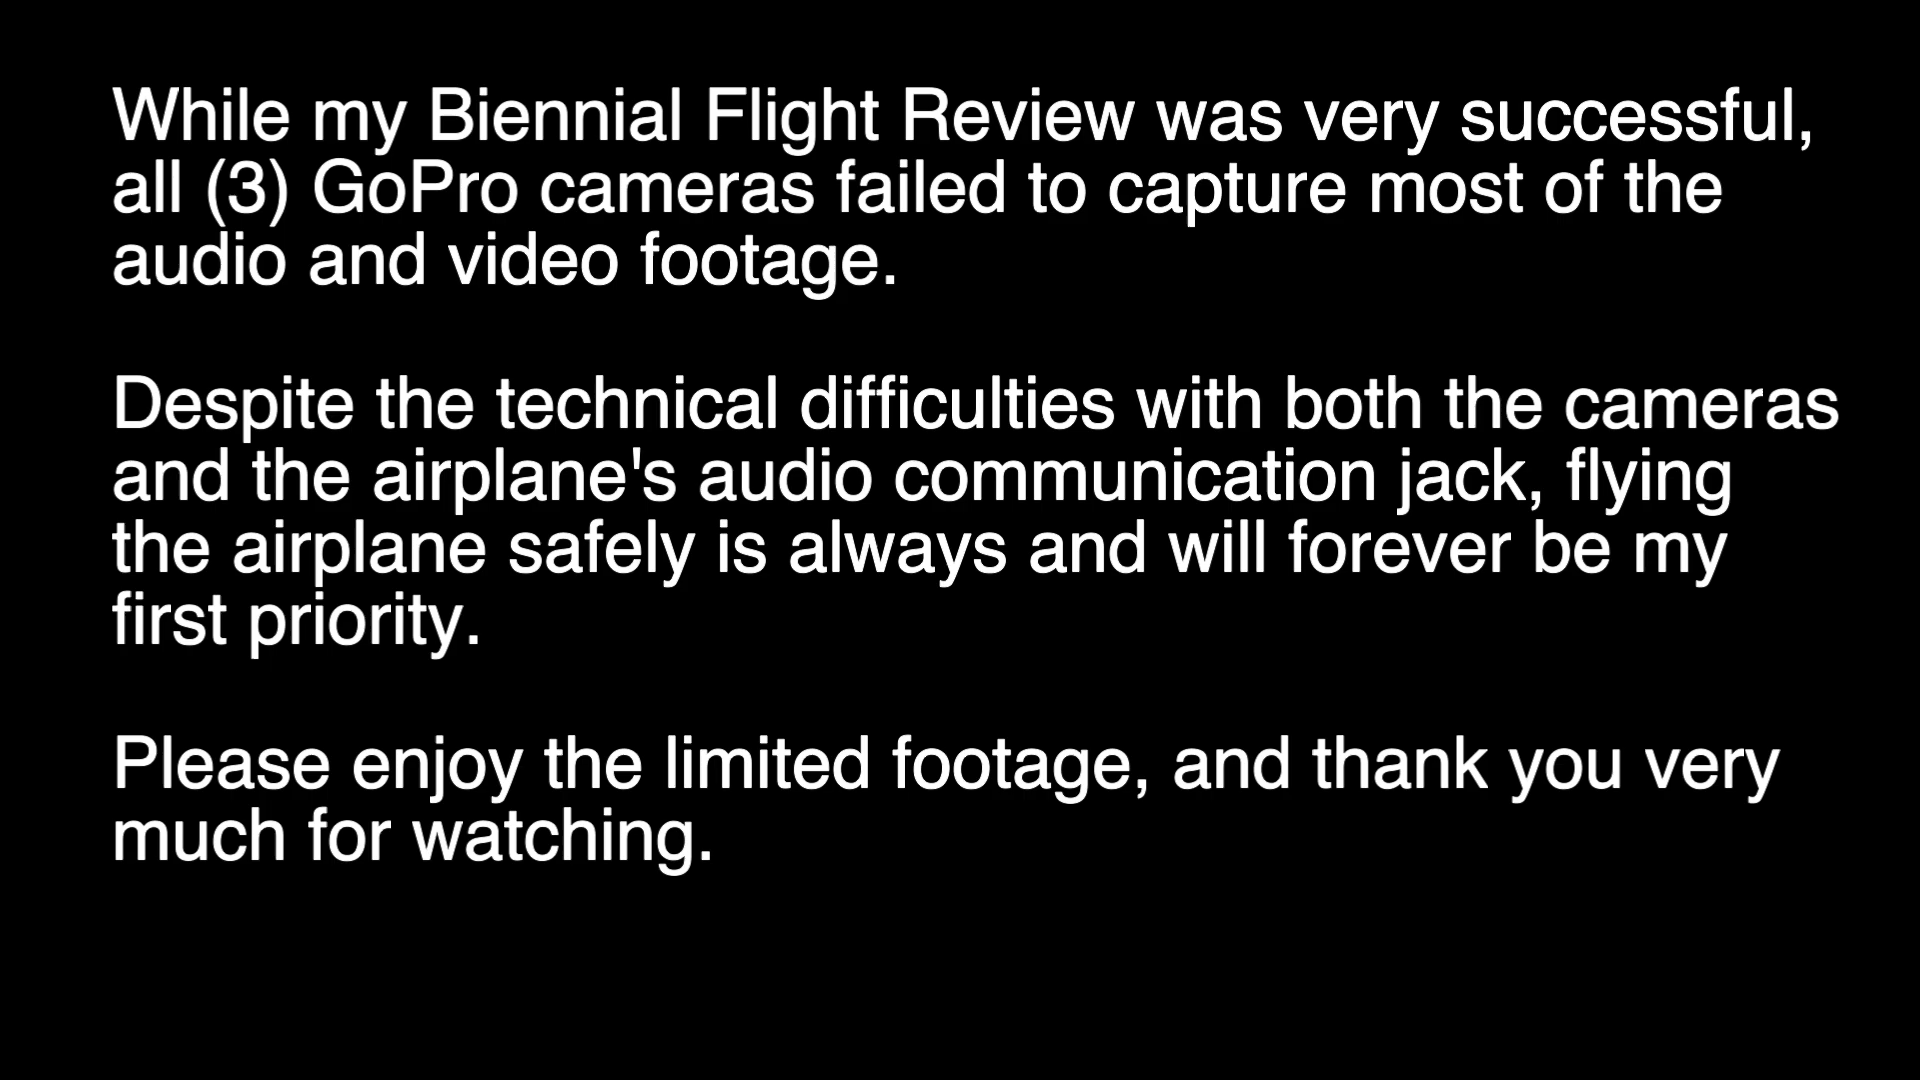 While my Biennial Flight Review was very successful,
all (3) GoPro cameras failed to capture most of the
audio and video footage.
Despite the technical difficulties with both the cameras
and the airplane's audio communication jack, flying
the airplane safely is always and will forever be my
first priority.
Please enjoy the limited footage, and thank you very
much for watching.